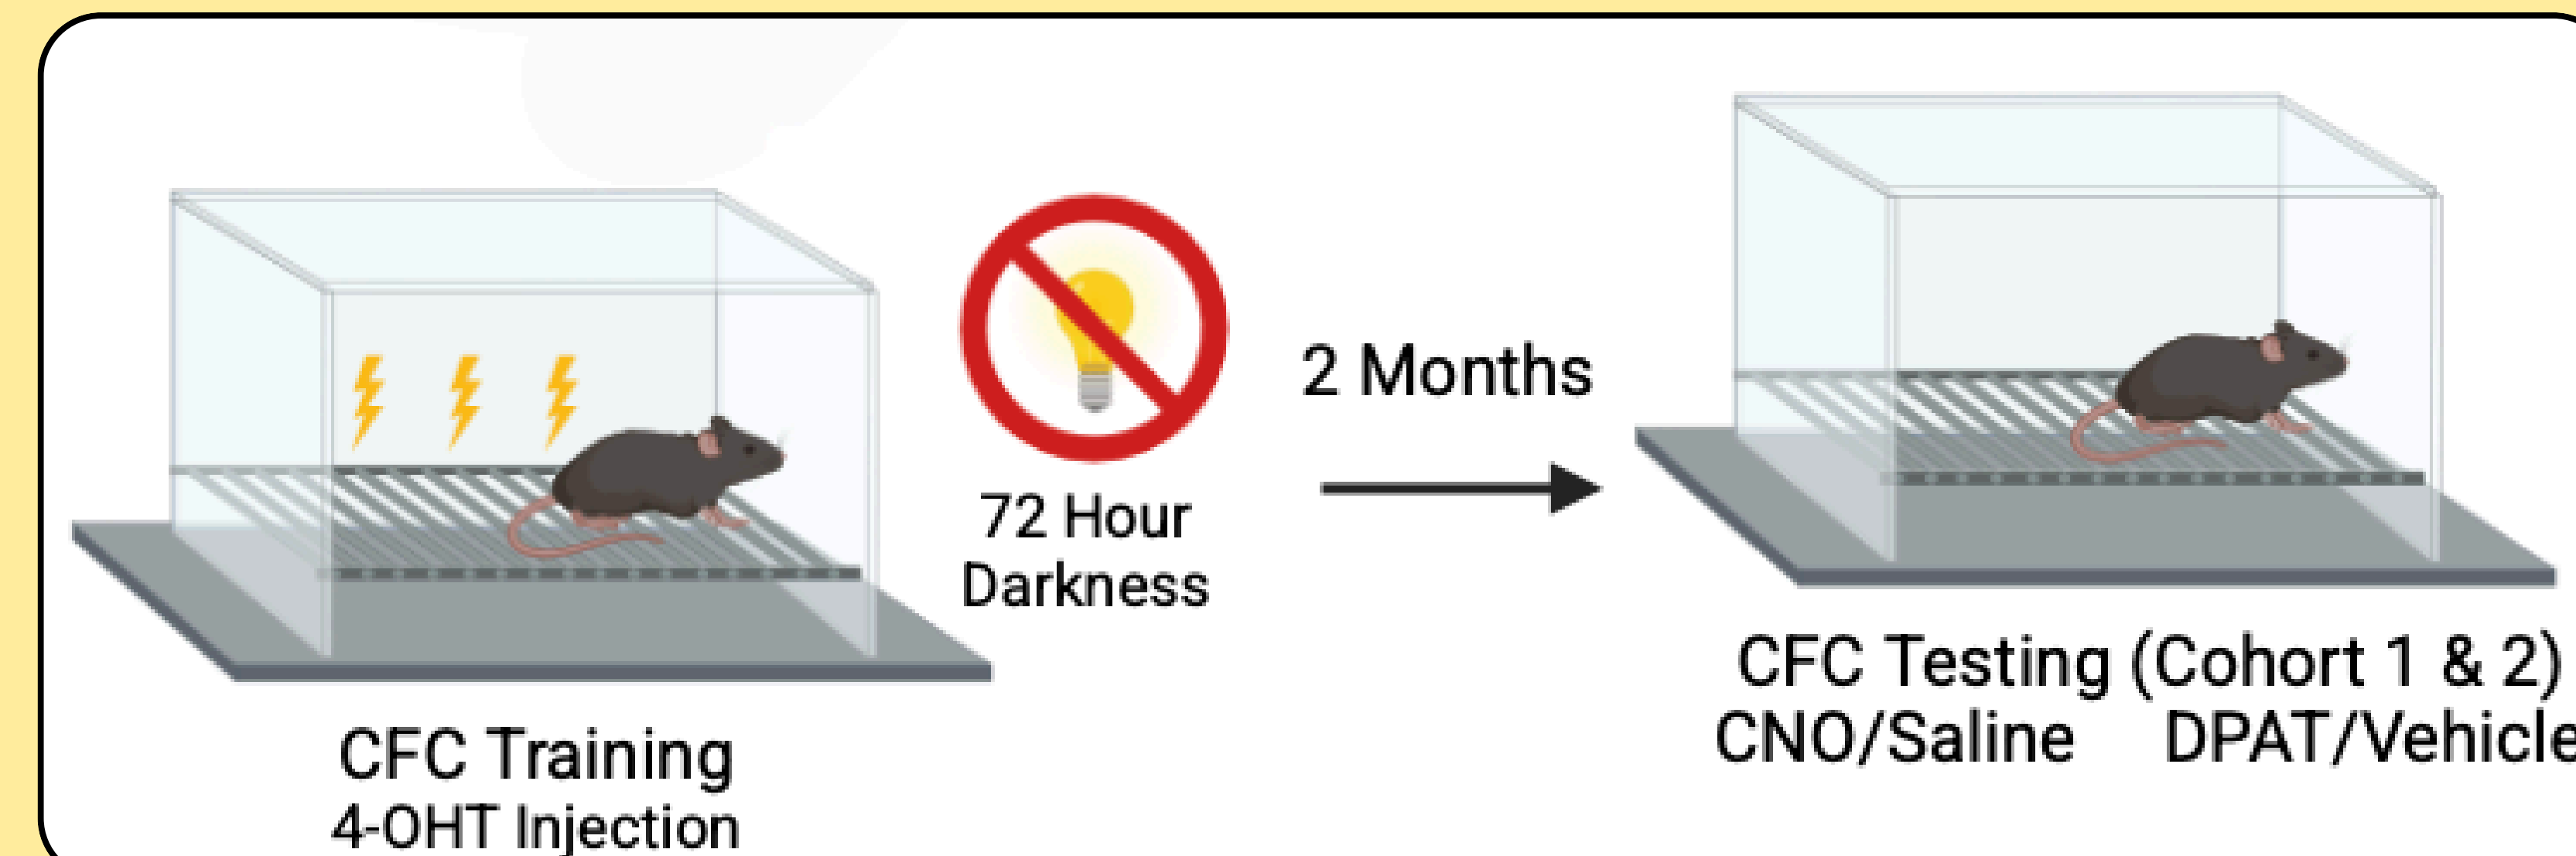 CFC Training
4-OHT Injection
72 Hour
Darkness
2 Months
CFC Testing (Cohort 1 & 2)
CNO/Saline DPAT/Vehicle